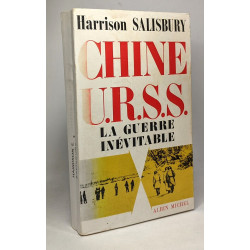 Harrison SALISBURY
CHINE
U.R.S.S.
LA GUERRE
INÉVITABLE
ALBIN MICHEL